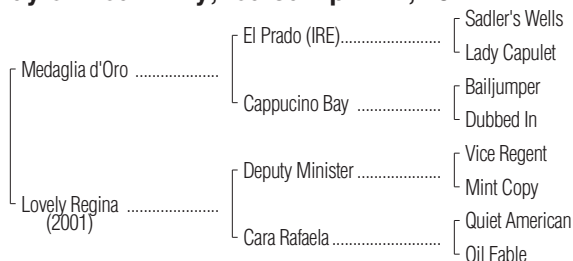 Sadler's Wells
El Prado (IRE)....................
Lady Capulet
Medaglia d'Oro ....................
Bailjumper
Cappucino Bay ....................
Dubbed In
Vice Regent
Deputy Minister ....................
Mint Copy
Lovely Regina ....................
(2001)
Quiet American
Cara Rafaela ....................
Oil Fable